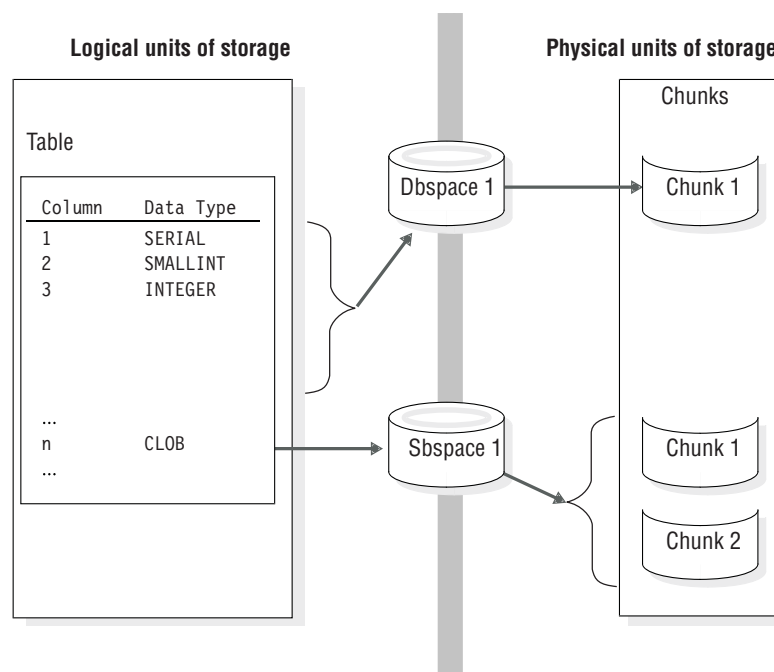 Logical units of storage
Physical units of storage
Table
Column Data Type
1 SERIAL
2 SMALLINT
3 INTEGER
...
n CLOB
...
Dbspace 1
Sbspace 1
Chunks
Chunk 1
Chunk 1
Chunk 2